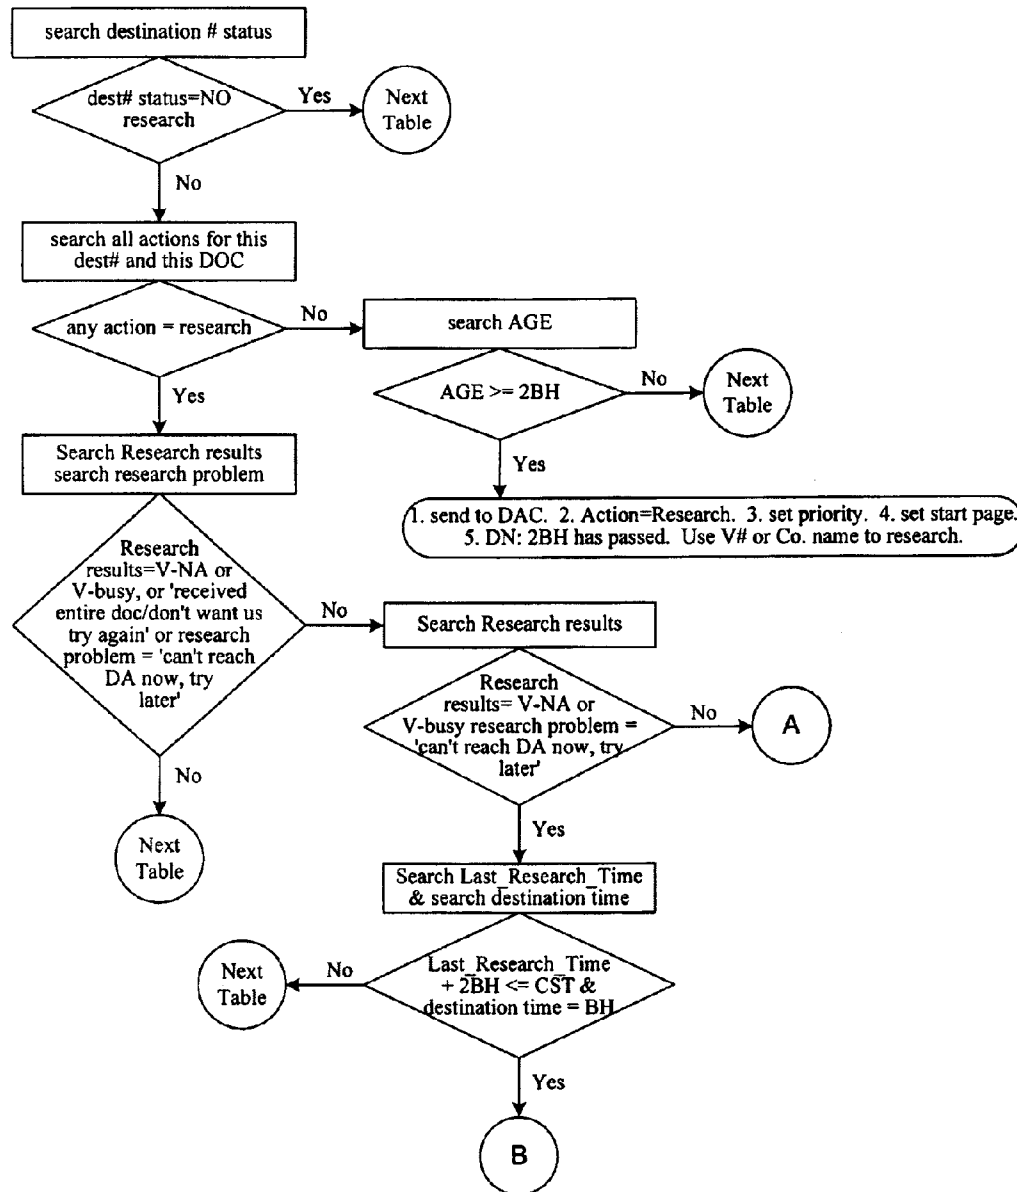 search destination # status
dest# status=NO
research
Yes
Next
Table
No
search all actions for this
dest# and this DOC
any action = research
No
search AGE
Yes
AGE >= 2BH
No
Next
Table
Search Research results
search research problem
Yes
1. send to DAC. 2. Action=Research. 3. set priority. 4. set start page.
5. DN: 2BH has passed. Use V# or Co. name to research.
Research
results=V-NA or
V-busy, or 'received
entire doc/don't want us
try again' or research
problem = 'can't reach
DA now, try
later'
No
Search Research results
Research
results= V-NA or
V-busy research problem =
'can't reach DA now, try
later'
No
A
No
Next
Table
Yes
Search Last_Research_Time
& search destination time
Last_Research_Time
+ 2BH <= CST &
destination time = BH
No
Next
Table
Yes
B